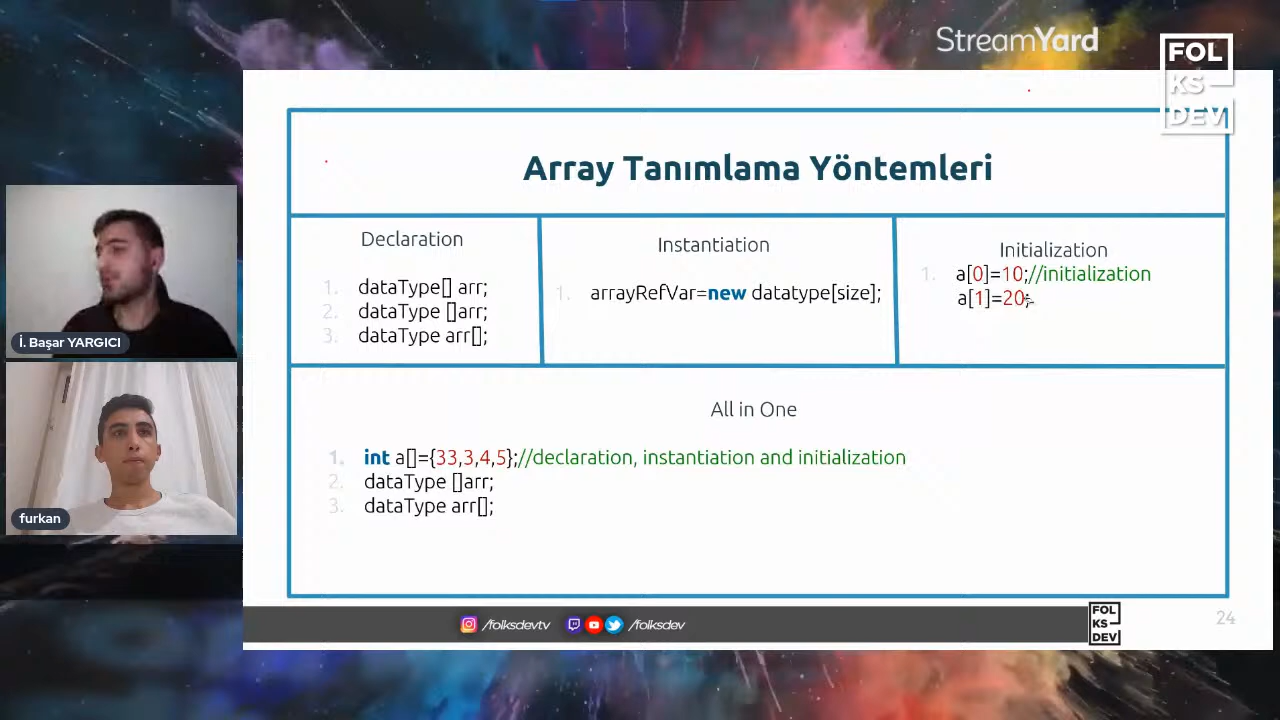 StreamYard
FOL
KS
DEV
Array Tanımlama Yöntemleri
Declaration
1. dataType[] arr;
2. dataType []arr;
3. dataType arr[];
Instantiation
1. arrayRefVar=new datatype[size];
Initialization
1. a[0]=10;//initialization
a[1]=20;
All in One
1. int a[]={33,3,4,5};//declaration, instantiation and initialization
2. dataType []arr;
3. dataType arr[];
İ. Başar YARGICI
furkan
/folksdevtv /folksdev
FOL
KS
DEV
24